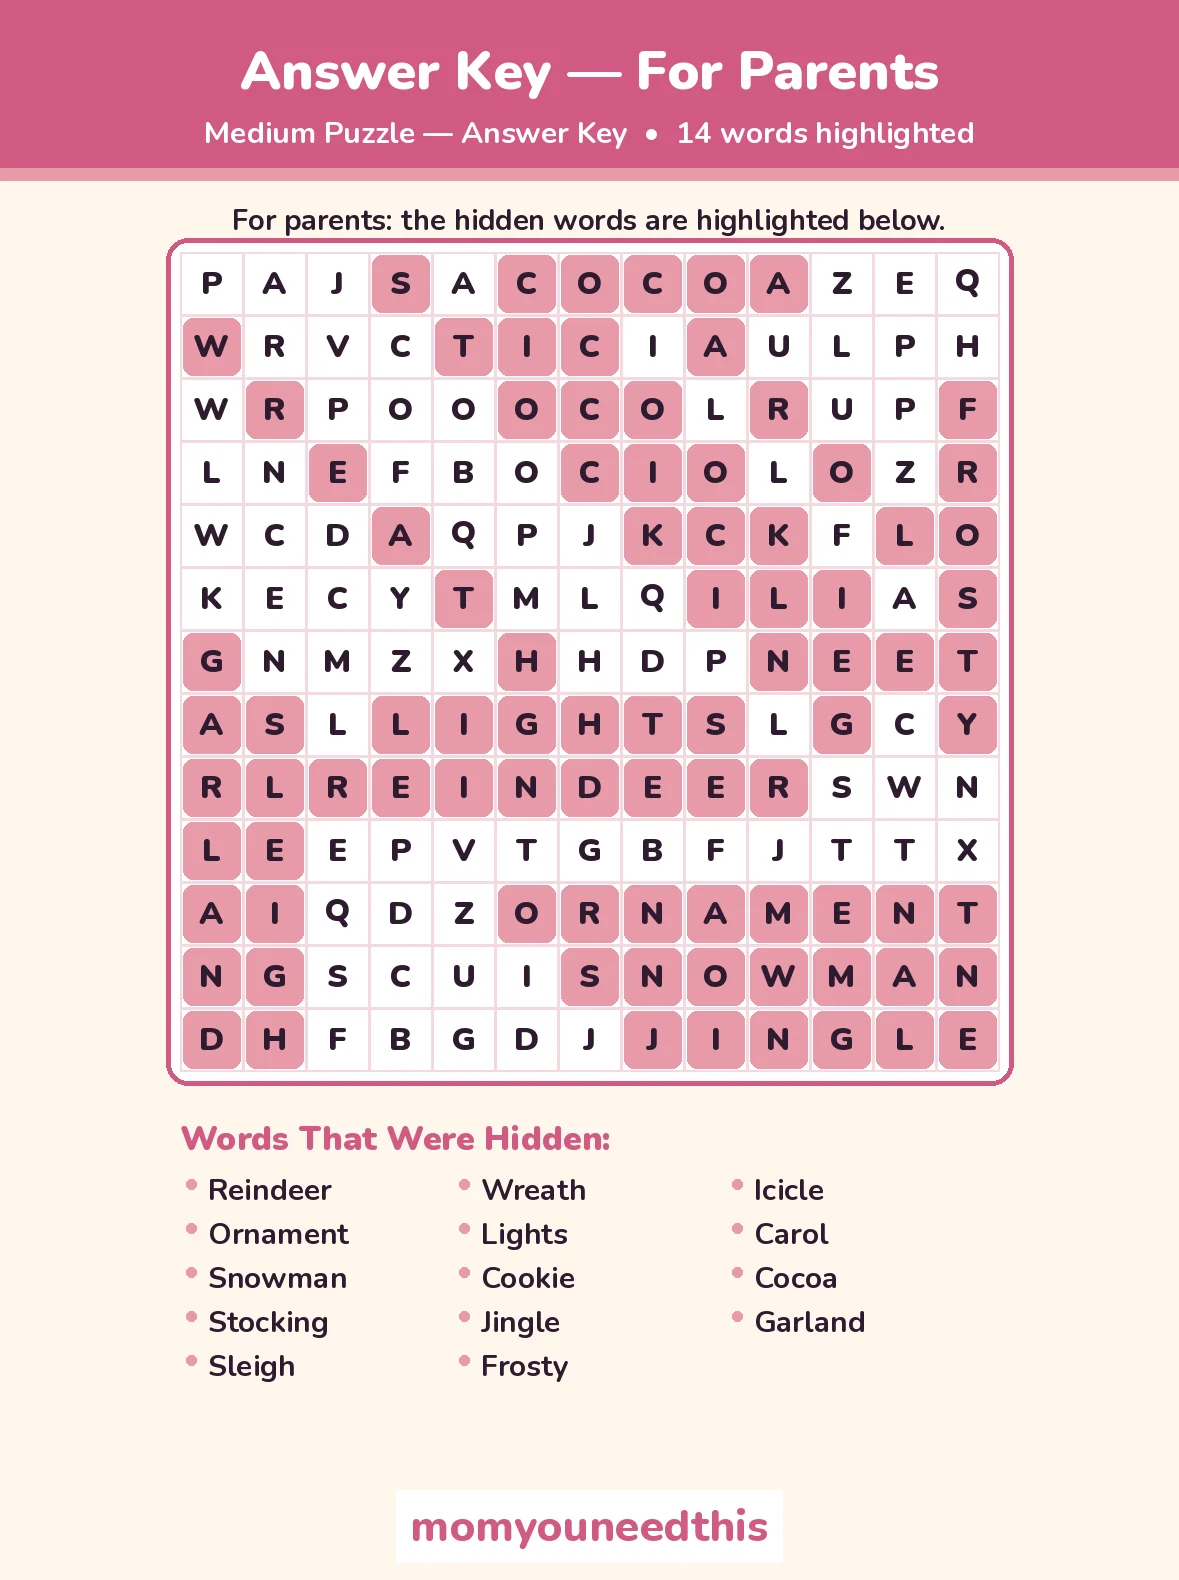 Answer Key — For Parents
Medium Puzzle — Answer Key • 14 words highlighted
For parents: the hidden words are highlighted below.
P A J S A C O C O A Z E Q
W R V C T I C I A U L P H
W R P O O O C O L R U P F
L N E F B O C I O L O Z R
W C D A Q P J K C K F L O
K E C Y T M L Q I L I A S
G N M Z X H H D P N E E T
A S L L I G H T S L G C Y
R L R E I N D E E R S W N
L E E P V T G B F J T T X
A I Q D Z O R N A M E N T
N G S C U I S N O W M A N
D H F B G D J J I N G L E
Words That Were Hidden:
• Reindeer
• Ornament
• Snowman
• Stocking
• Sleigh
• Wreath
• Lights
• Cookie
• Jingle
• Frosty
• Icicle
• Carol
• Cocoa
• Garland
momyouneedthis